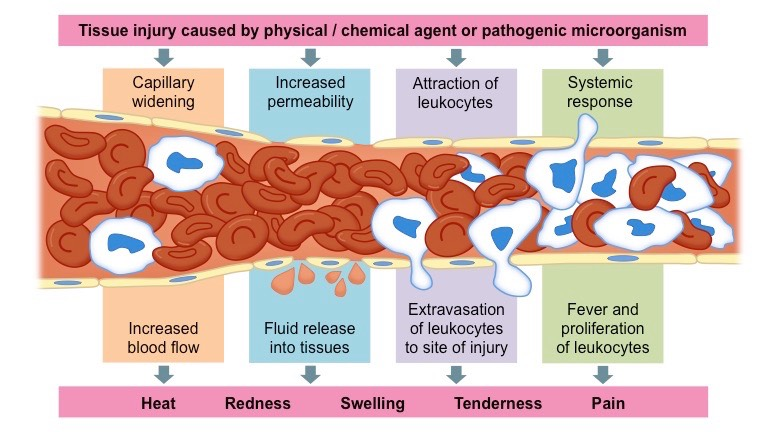 Tissue injury caused by physical / chemical agent or pathogenic microorganism
Capillary
widening
Increased
permeability
Attraction of
leukocytes
Systemic
response
Increased
blood flow
Fluid release
into tissues
Extravasation
of leukocytes
to site of injury
Fever and
proliferation
of leukocytes
Heat Redness Swelling Tenderness Pain